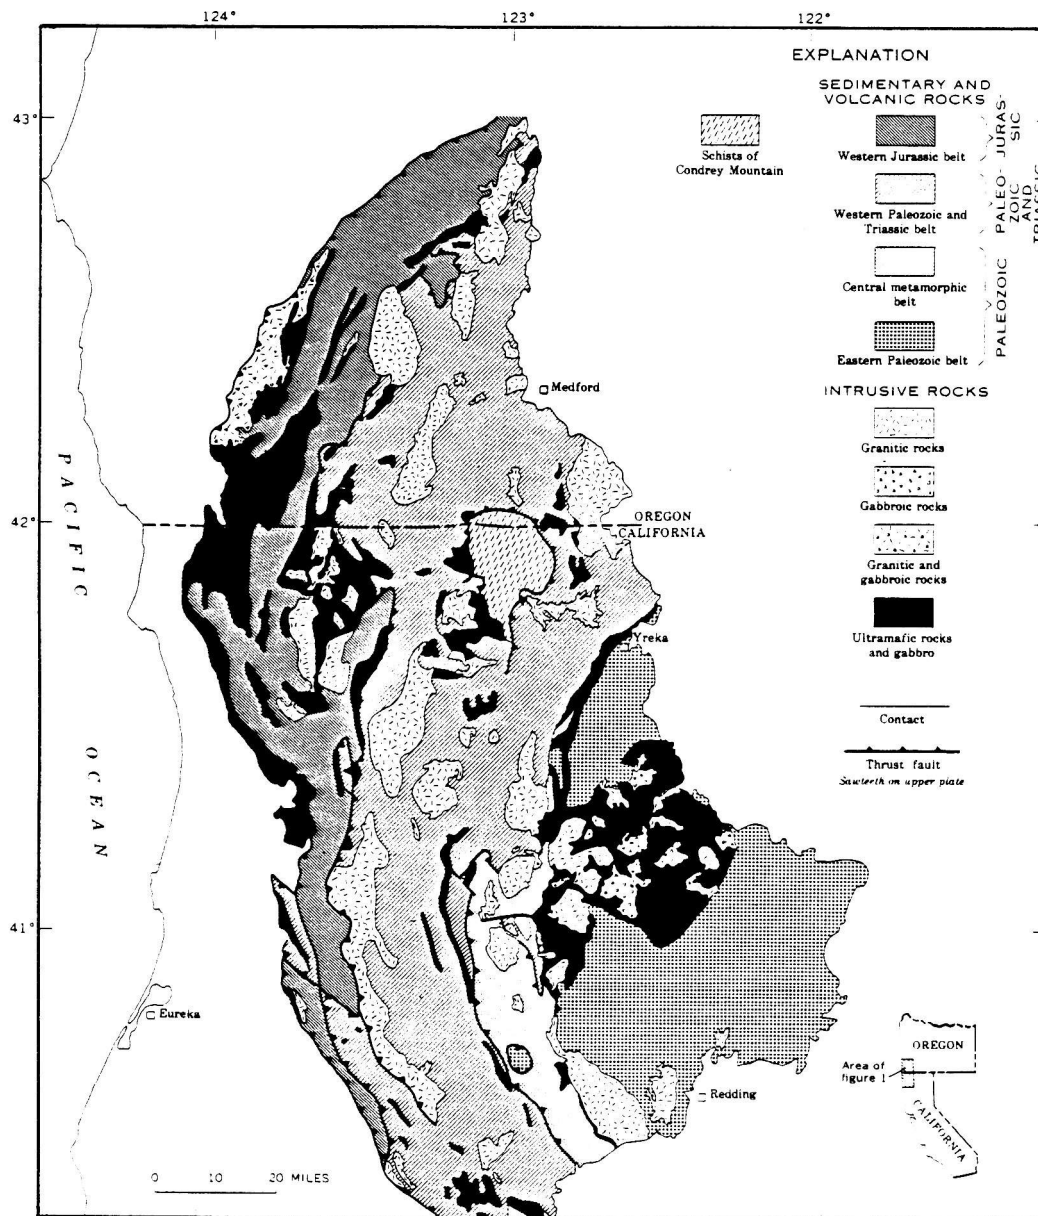 124°
123°
122°
43°
42°
41°
EXPLANATION
SEDIMENTARY AND
VOLCANIC ROCKS
Schists of
Condrey Mountain
Western Jurassic belt
JURAS-
SIC
Western Paleozoic and
Triassic belt
PALEO-
ZOIC
AND
TRIASSIC
Central metamorphic
belt
Eastern Paleozoic belt
PALEOZOIC
INTRUSIVE ROCKS
Granitic rocks
Gabbroic rocks
Granitic and
gabbroic rocks
Ultramafic rocks
and gabbro
Contact
Thrust fault
Sawteeth on upper plate
Medford
OREGON
CALIFORNIA
Yreka
PACIFIC
OCEAN
Eureka
Redding
0 10 20 MILES
OREGON
Area of
figure 1
CALIFORNIA